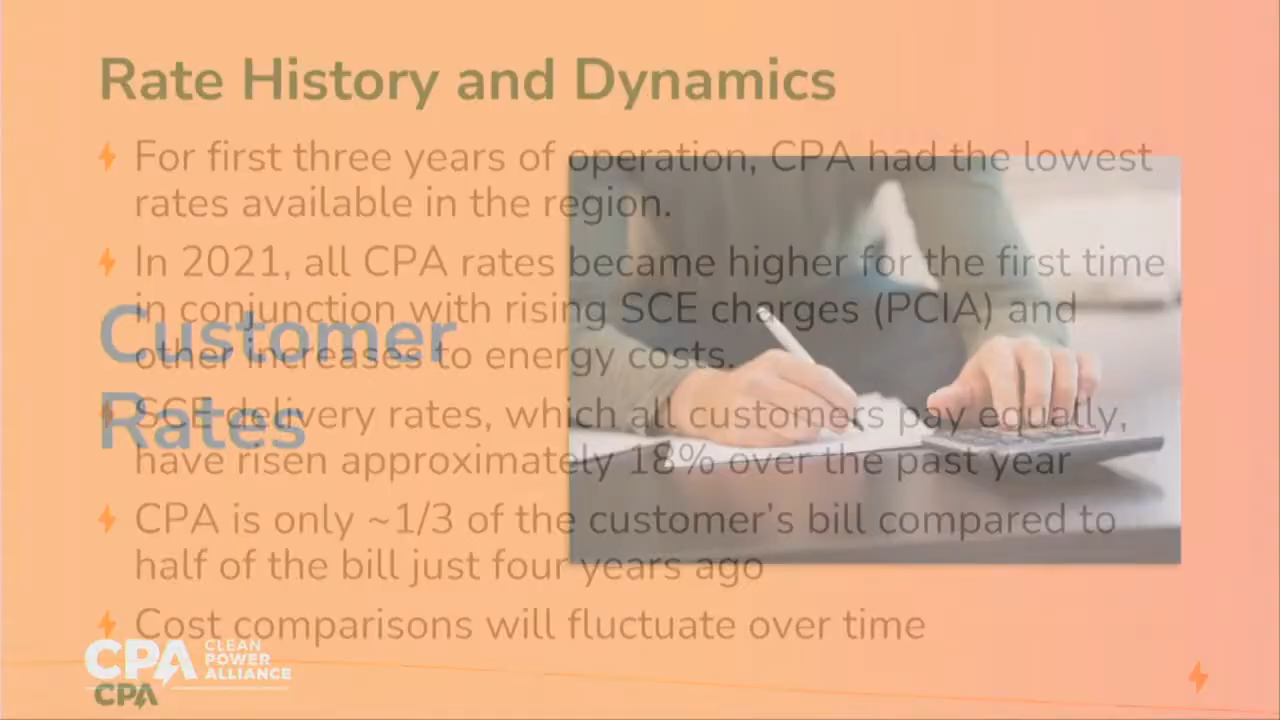 Rate History and Dynamics
For first three years of operation, CPA had the lowest
rates available in the region.
In 2021, all CPA rates became higher for the first time
in conjunction with rising SCE charges (PCIA) and
other increases to energy costs.
SCE delivery rates, which all customers pay equally,
have risen approximately 18% over the past year
CPA is only ~1/3 of the customer's bill compared to
half of the bill just four years ago
Cost comparisons will fluctuate over time
Customer
Rates
CPA CLEAN
POWER
ALLIANCE
CPA